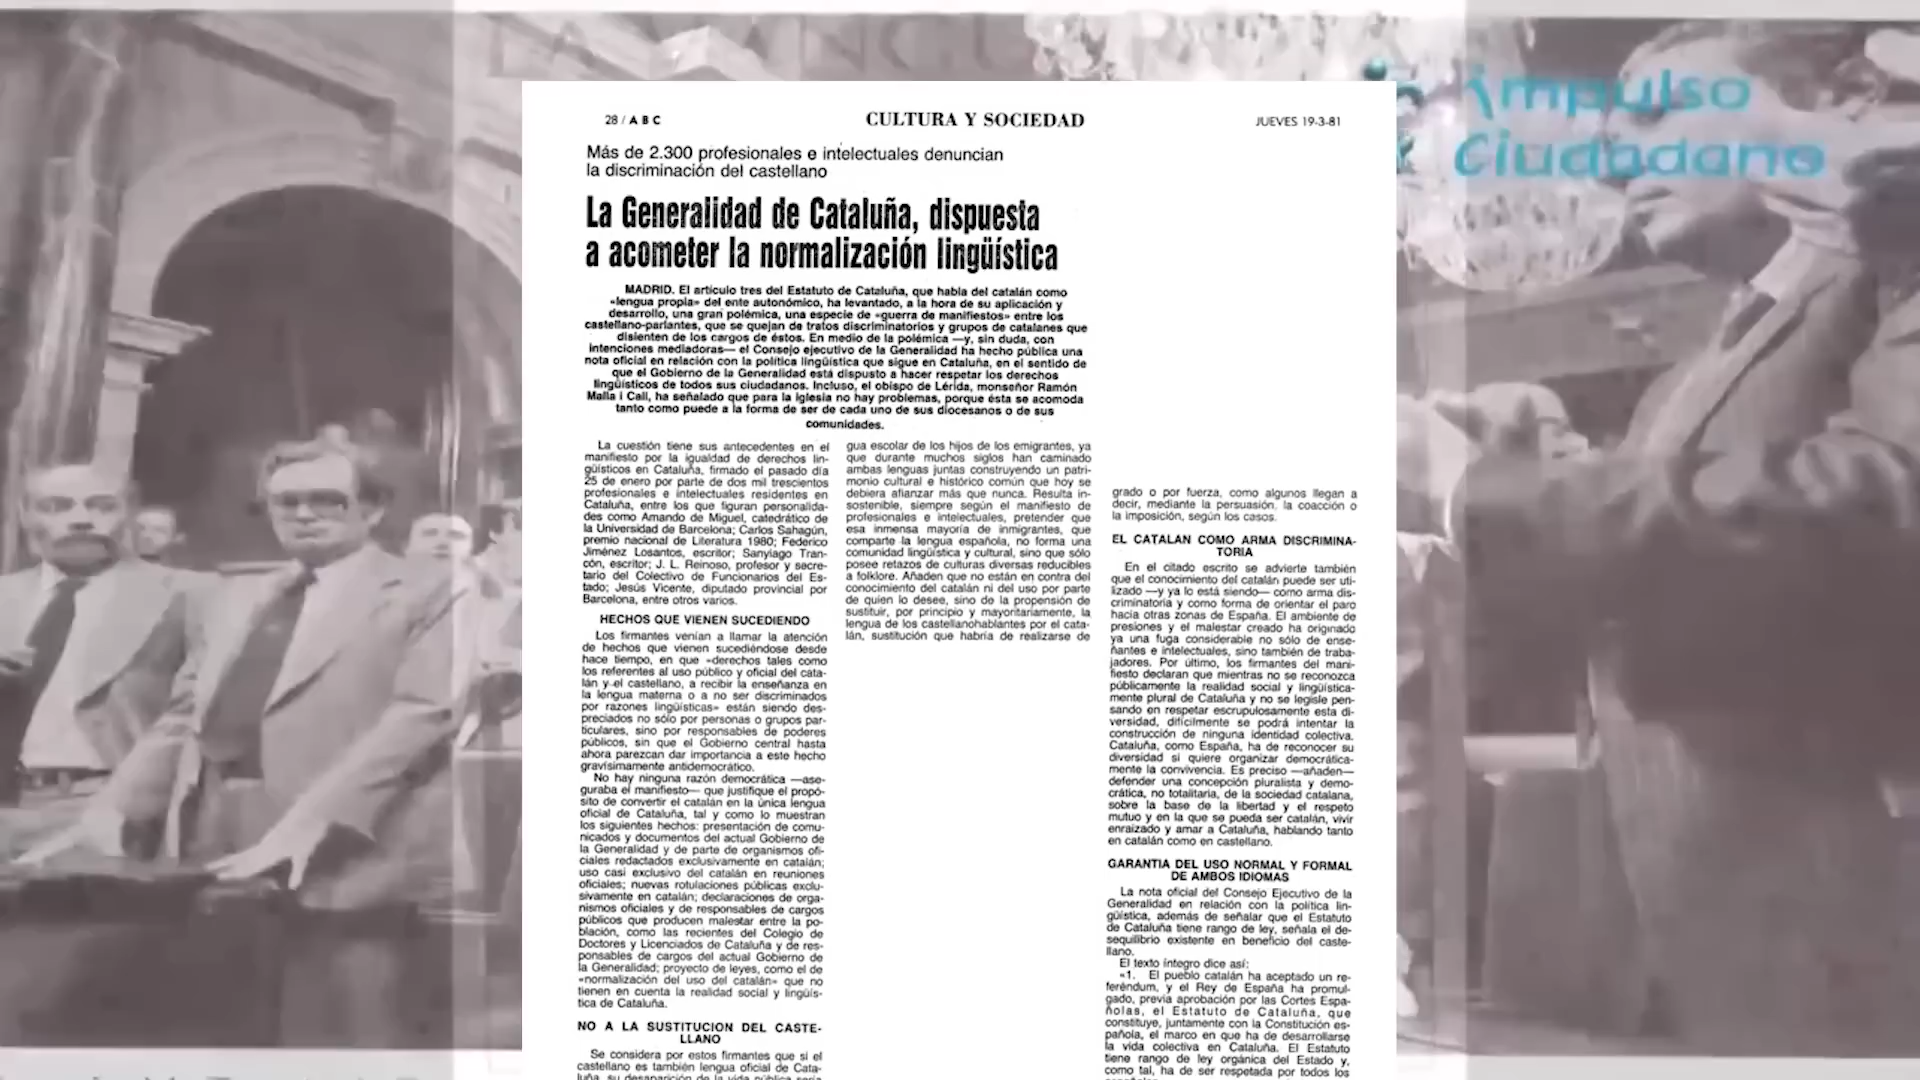 LA VANGU
impulso
Ciudadano
28 / A B C
CULTURA Y SOCIEDAD
JUEVES 19-3-81
Más de 2.300 profesionales e intelectuales denuncian
la discriminación del castellano
La Generalidad de Cataluña, dispuesta
a acometer la normalización lingüística
MADRID. El artículo tres del Estatuto de Cataluña, que habla del catalán como
«lengua propia» del ente autonómico, ha levantado, a la hora de su aplicación y
desarrollo, una gran polémica, una especie de «guerra de manifiestos» entre los
castellano-parlantes, que se quejan de tratos discriminatorios y grupos de catalanes que
disienten de los cargos de éstos. En medio de la polémica —y, sin duda, con
intenciones mediadoras— el Consejo ejecutivo de la Generalidad ha hecho pública una
nota oficial en relación con la política lingüística que sigue en Cataluña, en el sentido de
que el Gobierno de la Generalidad está dispusto a hacer respetar los derechos
lingüísticos de todos sus ciudadanos. Incluso, el obispo de Lérida, monseñor Ramón
Malla i Call, ha señalado que para la Iglesia no hay problemas, porque ésta se acomoda
tanto como puede a la forma de ser de cada uno de sus diocesanos o de sus
comunidades.
La cuestión tiene sus antecedentes en el
manifiesto por la igualdad de derechos lin-
güísticos en Cataluña, firmado el pasado día
25 de enero por parte de dos mil trescientos
profesionales e intelectuales residentes en
Cataluña, entre los que figuran personalida-
des como Amando de Miguel, catedrático de
la Universidad de Barcelona; Carlos Sahagún,
premio nacional de Literatura 1980; Federico
Jiménez Losantos, escritor; Sanyiago Tran-
cón, escritor; J. L. Reinoso, profesor y secre-
tario del Colectivo de Funcionarios del Es-
tado; Jesús Vicente, diputado provincial por
Barcelona, entre otros varios.
HECHOS QUE VIENEN SUCEDIENDO
Los firmantes venían a llamar la atención
de hechos que vienen sucediéndose desde
hace tiempo, en que «derechos tales como
los referentes al uso público y oficial del cata-
lán y el castellano, a recibir la enseñanza en
la lengua materna o a no ser discriminados
por razones lingüísticas» están siendo des-
preciados no sólo por personas o grupos par-
ticulares, sino por responsables de poderes
públicos, sin que el Gobierno central hasta
ahora parezcan dar importancia a este hecho
gravísimamente antidemocrático.
No hay ninguna razón democrática —ase-
guraba el manifiesto— que justifique el propó-
sito de convertir el catalán en la única lengua
oficial de Cataluña, tal y como lo muestran
los siguientes hechos: presentación de comu-
nicados y documentos del actual Gobierno de
la Generalidad y de parte de organismos ofi-
ciales redactados exclusivamente en catalán;
uso casi exclusivo del catalán en reuniones
oficiales; nuevas rotulaciones públicas exclu-
sivamente en catalán; declaraciones de orga-
nismos oficiales y de responsables de cargos
públicos que producen malestar entre la po-
blación, como las recientes del Colegio de
Doctores y Licenciados de Cataluña y de res-
ponsables de cargos del actual Gobierno de
la Generalidad; proyecto de leyes, como el de
«normalización del uso del catalán» que no
tienen en cuenta la realidad social y lingüís-
tica de Cataluña.
NO A LA SUSTITUCION DEL CASTE-
LLANO
Se considera por estos firmantes que si el
castellano es también lengua oficial de Cata-
luña, su desaparición de la vida pública sería
gua escolar de los hijos de los emigrantes, ya
que durante muchos siglos han caminado
ambas lenguas juntas construyendo un patri-
monio cultural e histórico común que hoy se
debiera afianzar más que nunca. Resulta in-
sostenible, siempre según el manifiesto de
profesionales e intelectuales, pretender que
esa inmensa mayoría de inmigrantes, que
comparte la lengua española, no forma una
comunidad lingüística y cultural, sino que sólo
posee retazos de culturas diversas reducibles
a folklore. Añaden que no están en contra del
conocimiento del catalán ni del uso por parte
de quien lo desee, sino de la propensión de
sustituir, por principio y mayoritariamente, la
lengua de los castellanohablantes por el cata-
lán, sustitución que habría de realizarse de
grado o por fuerza, como algunos llegan a
decir, mediante la persuasión, la coacción o
la imposición, según los casos.
EL CATALAN COMO ARMA DISCRIMINA-
TORIA
En el citado escrito se advierte también
que el conocimiento del catalán puede ser uti-
lizado —y ya lo está siendo— como arma dis-
criminatoria y como forma de orientar el paro
hacia otras zonas de España. El ambiente de
presiones y el malestar creado ha originado
ya una fuga considerable no sólo de ense-
ñantes e intelectuales, sino también de traba-
jadores. Por último, los firmantes del mani-
fiesto declaran que mientras no se reconozca
públicamente la realidad social y lingüística-
mente plural de Cataluña y no se legisle pen-
sando en respetar escrupulosamente esta di-
versidad, difícilmente se podrá intentar la
construcción de ninguna identidad colectiva.
Cataluña, como España, ha de reconocer su
diversidad si quiere organizar democrática-
mente la convivencia. Es preciso —añaden—
defender una concepción pluralista y demo-
crática, no totalitaria, de la sociedad catalana,
sobre la base de la libertad y el respeto
mutuo y en la que se pueda ser catalán, vivir
enraizado y amar a Cataluña, hablando tanto
en catalán como en castellano.
GARANTIA DEL USO NORMAL Y FORMAL
DE AMBOS IDIOMAS
La nota oficial del Consejo Ejecutivo de la
Generalidad en relación con la política lin-
güística, además de señalar que el Estatuto
de Cataluña tiene rango de ley, señala el de-
sequilibrio existente en beneficio del caste-
llano.
El texto íntegro dice así:
«1. El pueblo catalán ha aceptado un re-
feréndum, y el Rey de España ha promul-
gado, previa aprobación por las Cortes Espa-
ñolas, el Estatuto de Cataluña, que
constituye, juntamente con la Constitución es-
pañola, el marco en que ha de desarrollarse
la vida colectiva en Cataluña. El Estatuto
tiene rango de ley orgánica del Estado y,
como tal, ha de ser respetada por todos los